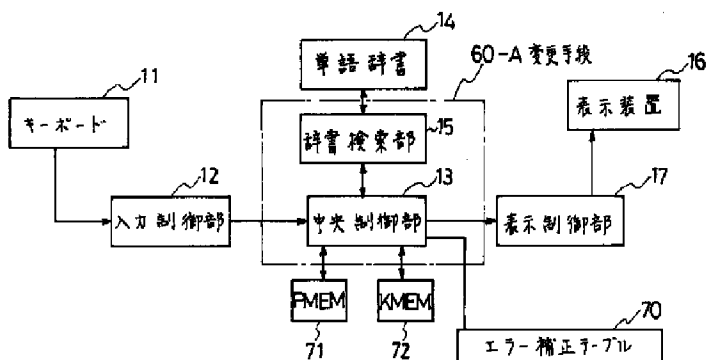 14
単語辞書
60-A 変更手段
16
表示装置
11
キーボード
15
辞書検索部
12
入力制御部
13
中央制御部
17
表示制御部
PMEM
71
KMEM
72
70
エラー補正テーブル